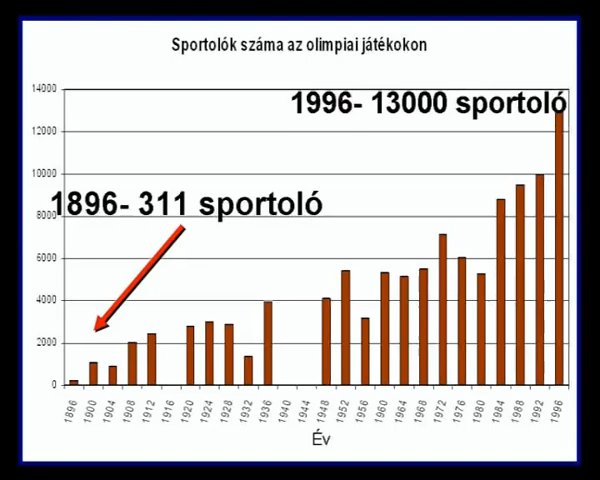 Sportolók száma az olimpiai játékokon
14000
1996- 13000 sportoló
12000
10000
1896- 311 sportoló
8000
6000
4000
2000
0
1896 1900 1904 1908 1912 1916 1920 1924 1928 1932 1936 1940 1944 1948 1952 1956 1960 1964 1968 1972 1976 1980 1984 1988 1992 1996
Év